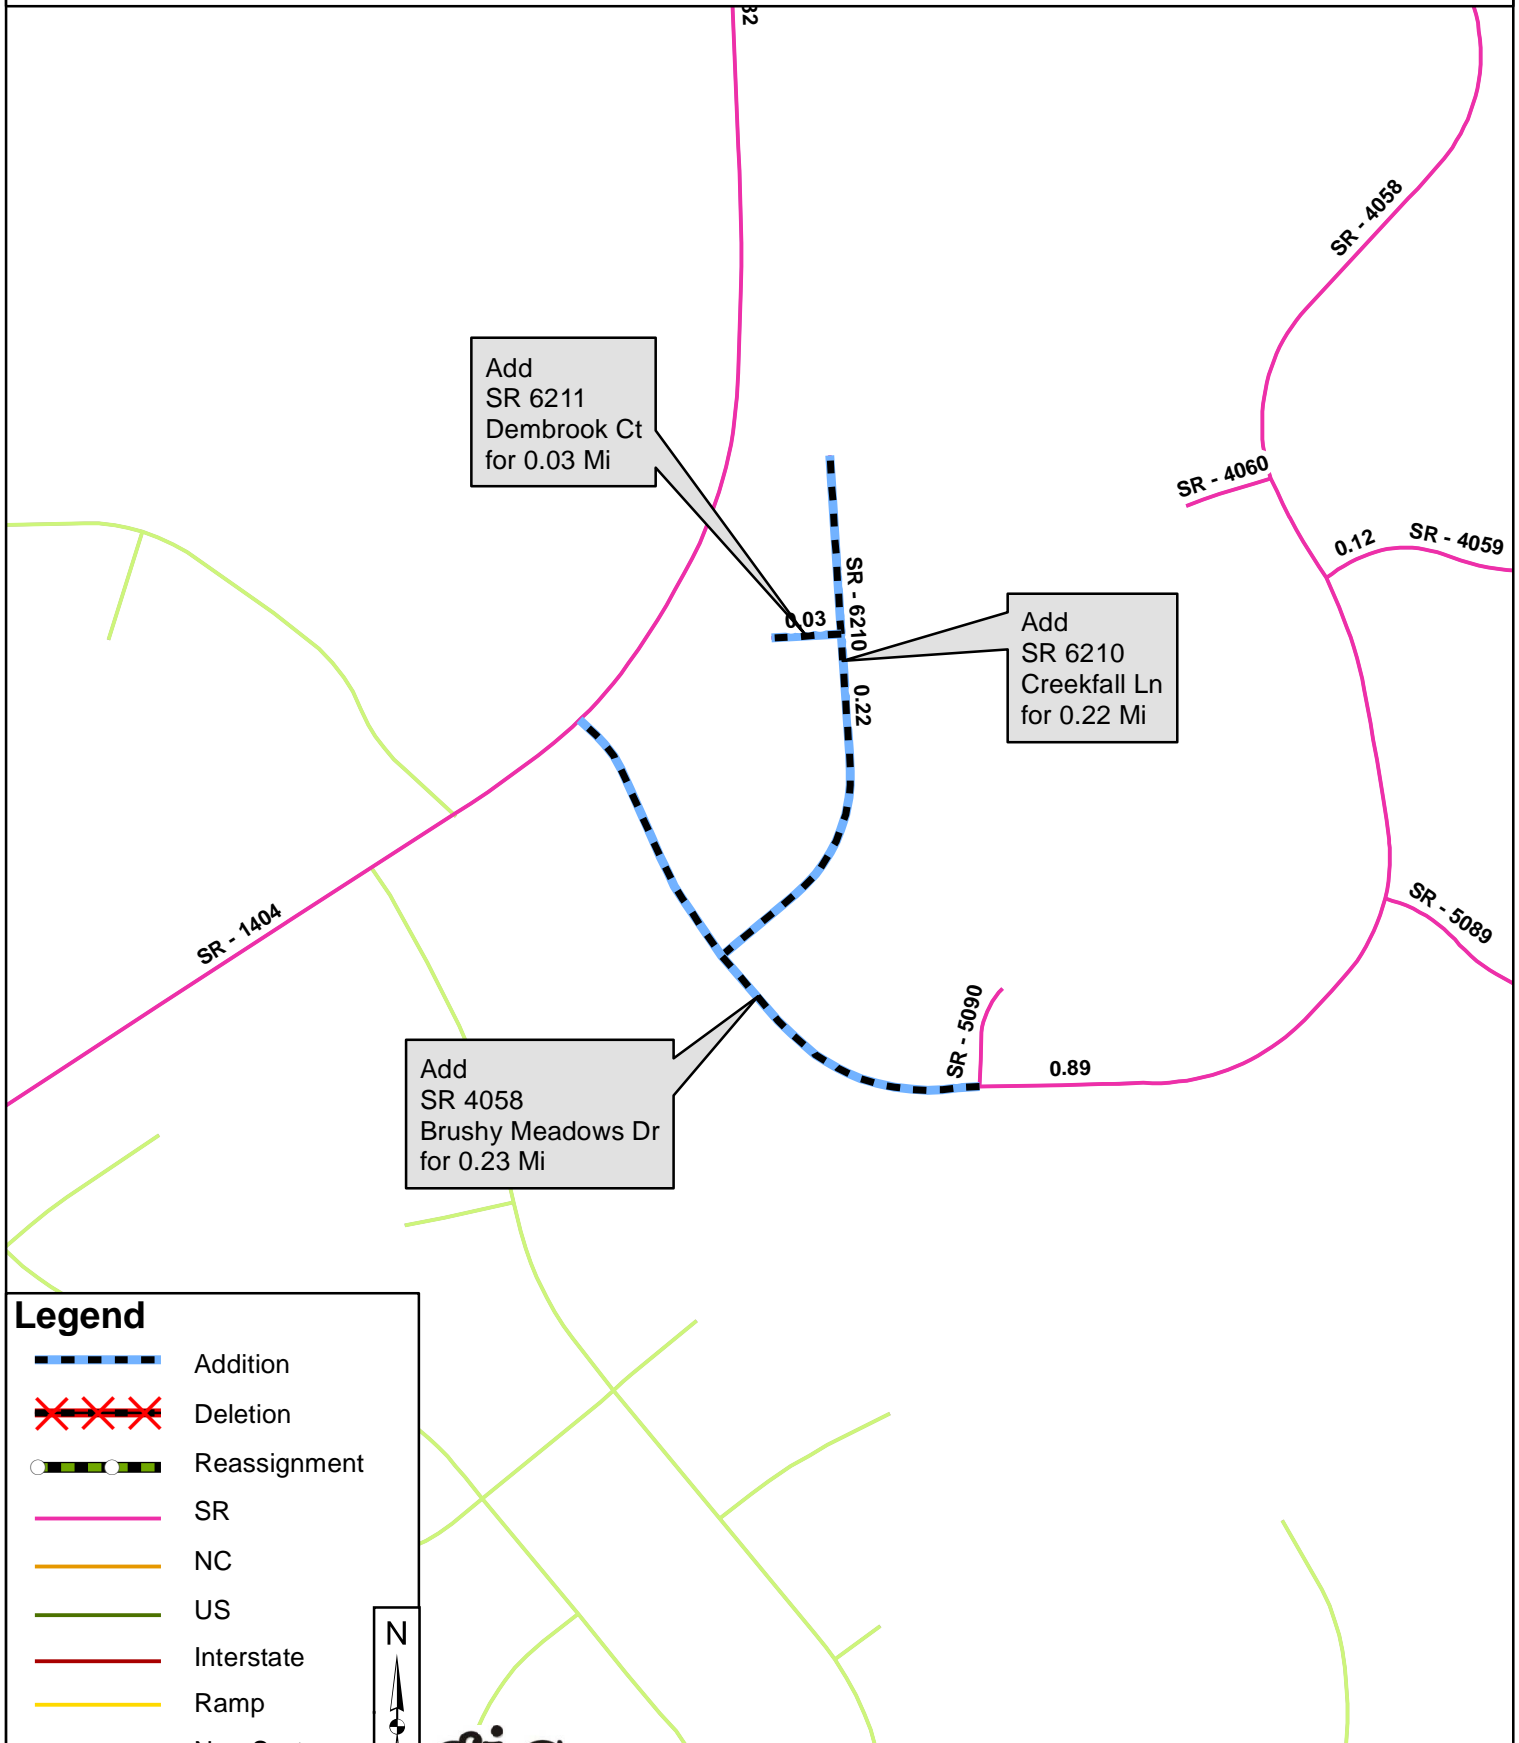 SR - 4058
Add
SR 6211
Dembrook Ct
for 0.03 Mi
SR - 4060
0.12
SR - 4059
SR - 6210
0.03
0.22
Add
SR 6210
Creekfall Ln
for 0.22 Mi
SR - 1404
SR - 5089
SR - 5090
0.89
Add
SR 4058
Brushy Meadows Dr
for 0.23 Mi
Legend
Addition
Deletion
Reassignment
SR
NC
US
Interstate
Ramp
N